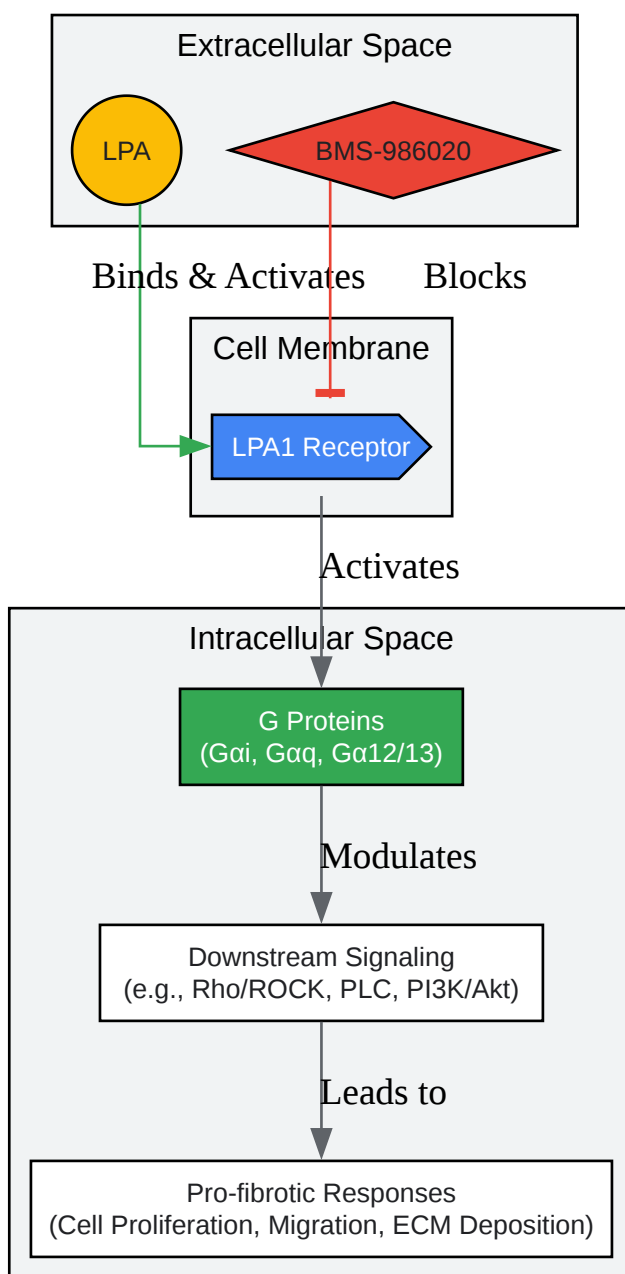 Extracellular Space
LPA
BMS-986020
Binds & Activates
Blocks
Cell Membrane
LPA1 Receptor
Activates
Intracellular Space
G Proteins
(Gαi, Gαq, Gα12/13)
Modulates
Downstream Signaling
(e.g., Rho/ROCK, PLC, PI3K/Akt)
Leads to
Pro-fibrotic Responses
(Cell Proliferation, Migration, ECM Deposition)